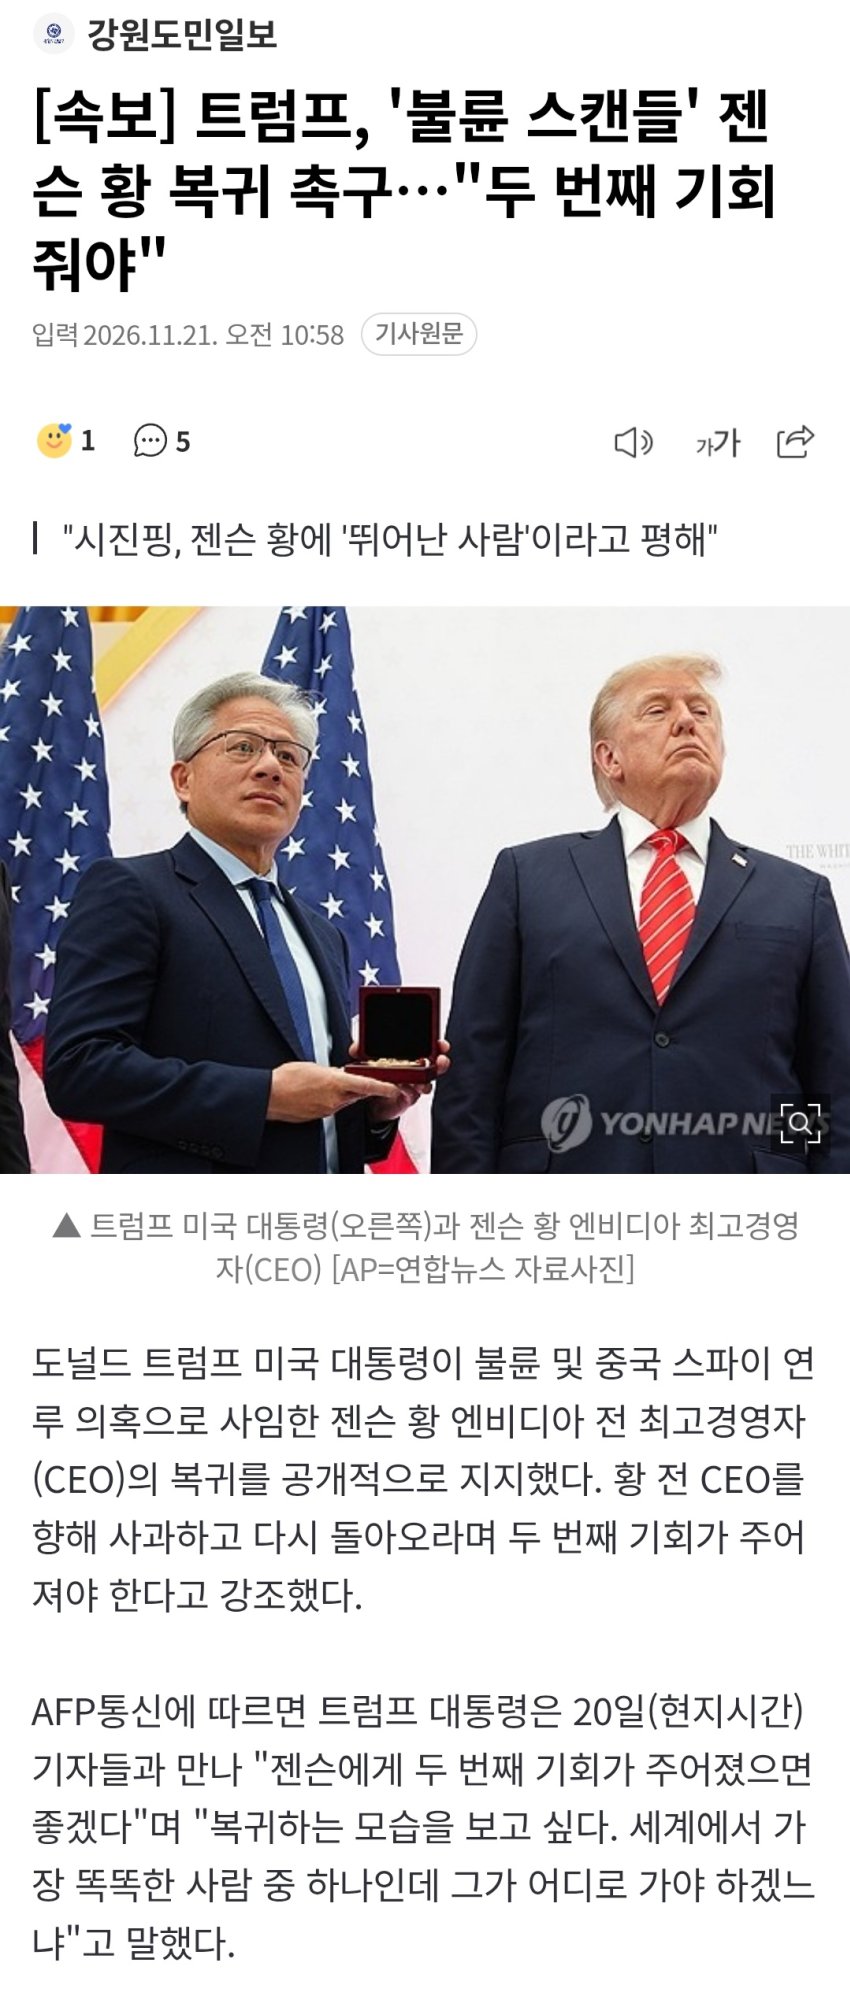 강원도민일보
[속보] 트럼프, '불륜 스캔들' 젠
슨 황 복귀 촉구…"두 번째 기회
줘야"
입력 2026.11.21. 오전 10:58 기사원문
1 5
가가
"시진핑, 젠슨 황에 '뛰어난 사람'이라고 평해"
THE WHIT
YONHAP NEWS
▲ 트럼프 미국 대통령(오른쪽)과 젠슨 황 엔비디아 최고경영
자(CEO) [AP=연합뉴스 자료사진]
도널드 트럼프 미국 대통령이 불륜 및 중국 스파이 연
루 의혹으로 사임한 젠슨 황 엔비디아 전 최고경영자
(CEO)의 복귀를 공개적으로 지지했다. 황 전 CEO를
향해 사과하고 다시 돌아오라며 두 번째 기회가 주어
져야 한다고 강조했다.
AFP통신에 따르면 트럼프 대통령은 20일(현지시간)
기자들과 만나 "젠슨에게 두 번째 기회가 주어졌으면
좋겠다"며 "복귀하는 모습을 보고 싶다. 세계에서 가
장 똑똑한 사람 중 하나인데 그가 어디로 가야 하겠느
냐"고 말했다.